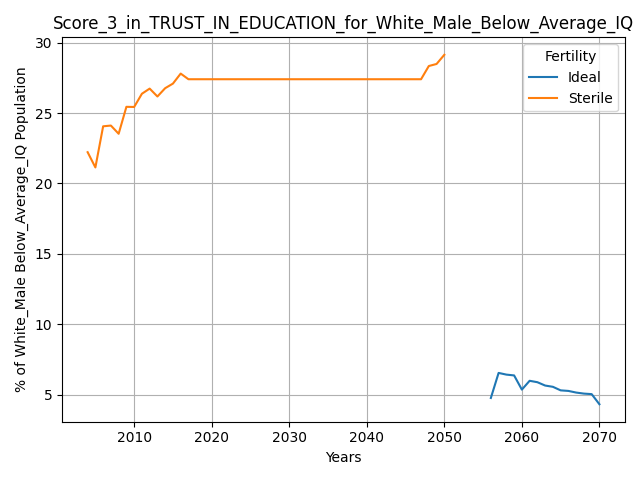 Score_3_in_TRUST_IN_EDUCATION_for_White_Male_Below_Average_IQ
% of White_Male Below_Average_IQ Population
30
25
20
15
10
5
Fertility
Ideal
Sterile
2010 2020 2030 2040 2050 2060 2070
Years